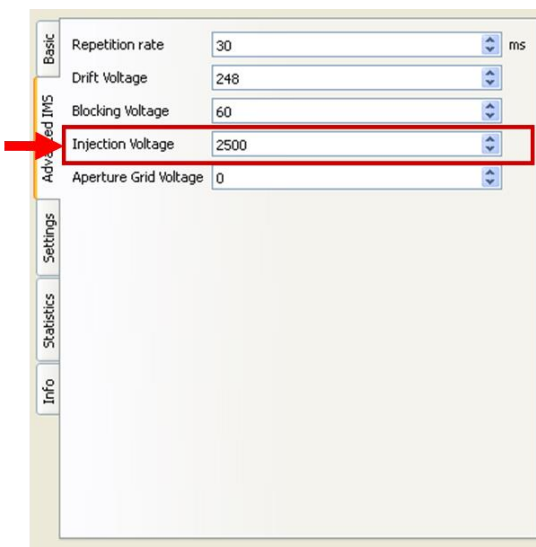 Basic
Advanced IMS
Settings
Statistics
Info
Repetition rate 30 ms
Drift Voltage 248
Blocking Voltage 60
Injection Voltage 2500
Aperture Grid Voltage 0